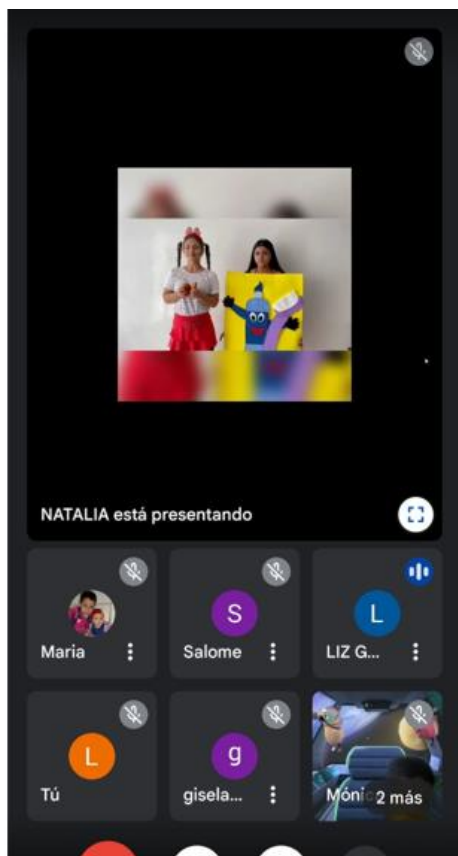 NATALIA está presentando
Maria
S
Salome
L
LIZ G...
L
Tú
g
gisela...
Móni
2 más